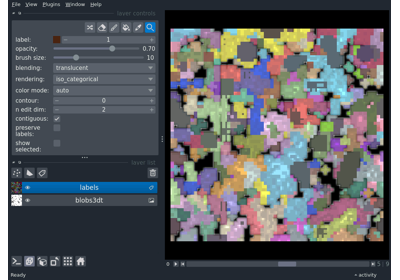 File View Plugins Window Help
layer controls
label: 1
opacity: 0.70
brush size: 10
blending: translucent
rendering: iso_categorical
color mode: auto
contour: 0
n edit dim: 2
contiguous:
preserve
labels:
show
selected:
layer list
labels
blobs3dt
Ready
activity